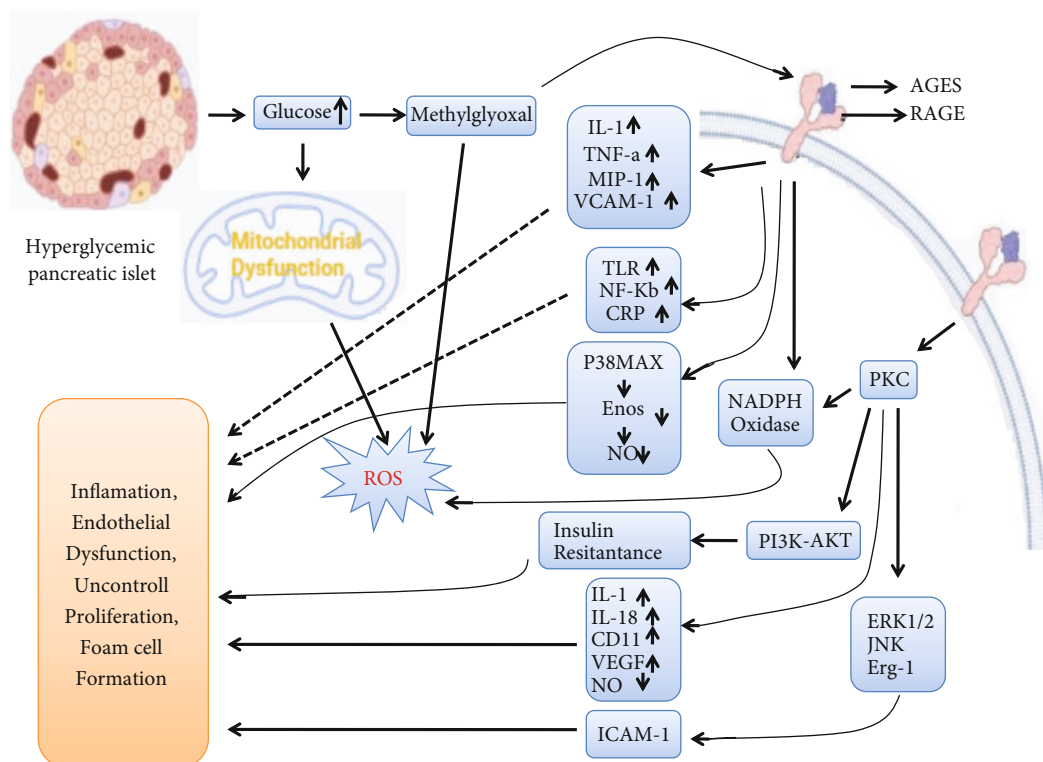 Hyperglycemic
pancreatic islet
Glucose
Methylglyoxal
Mitochondrial
Dysfunction
AGES
RAGE
IL-1
TNF-a
MIP-1
VCAM-1
TLR
NF-Kb
CRP
P38MAX
Enos
NO
NADPH
Oxidase
PKC
ROS
Insulin
Resitantance
PI3K-AKT
IL-1
IL-18
CD11
VEGF
NO
ERK1/2
JNK
Erg-1
ICAM-1
Inflamation,
Endothelial
Dysfunction,
Uncontroll
Proliferation,
Foam cell
Formation